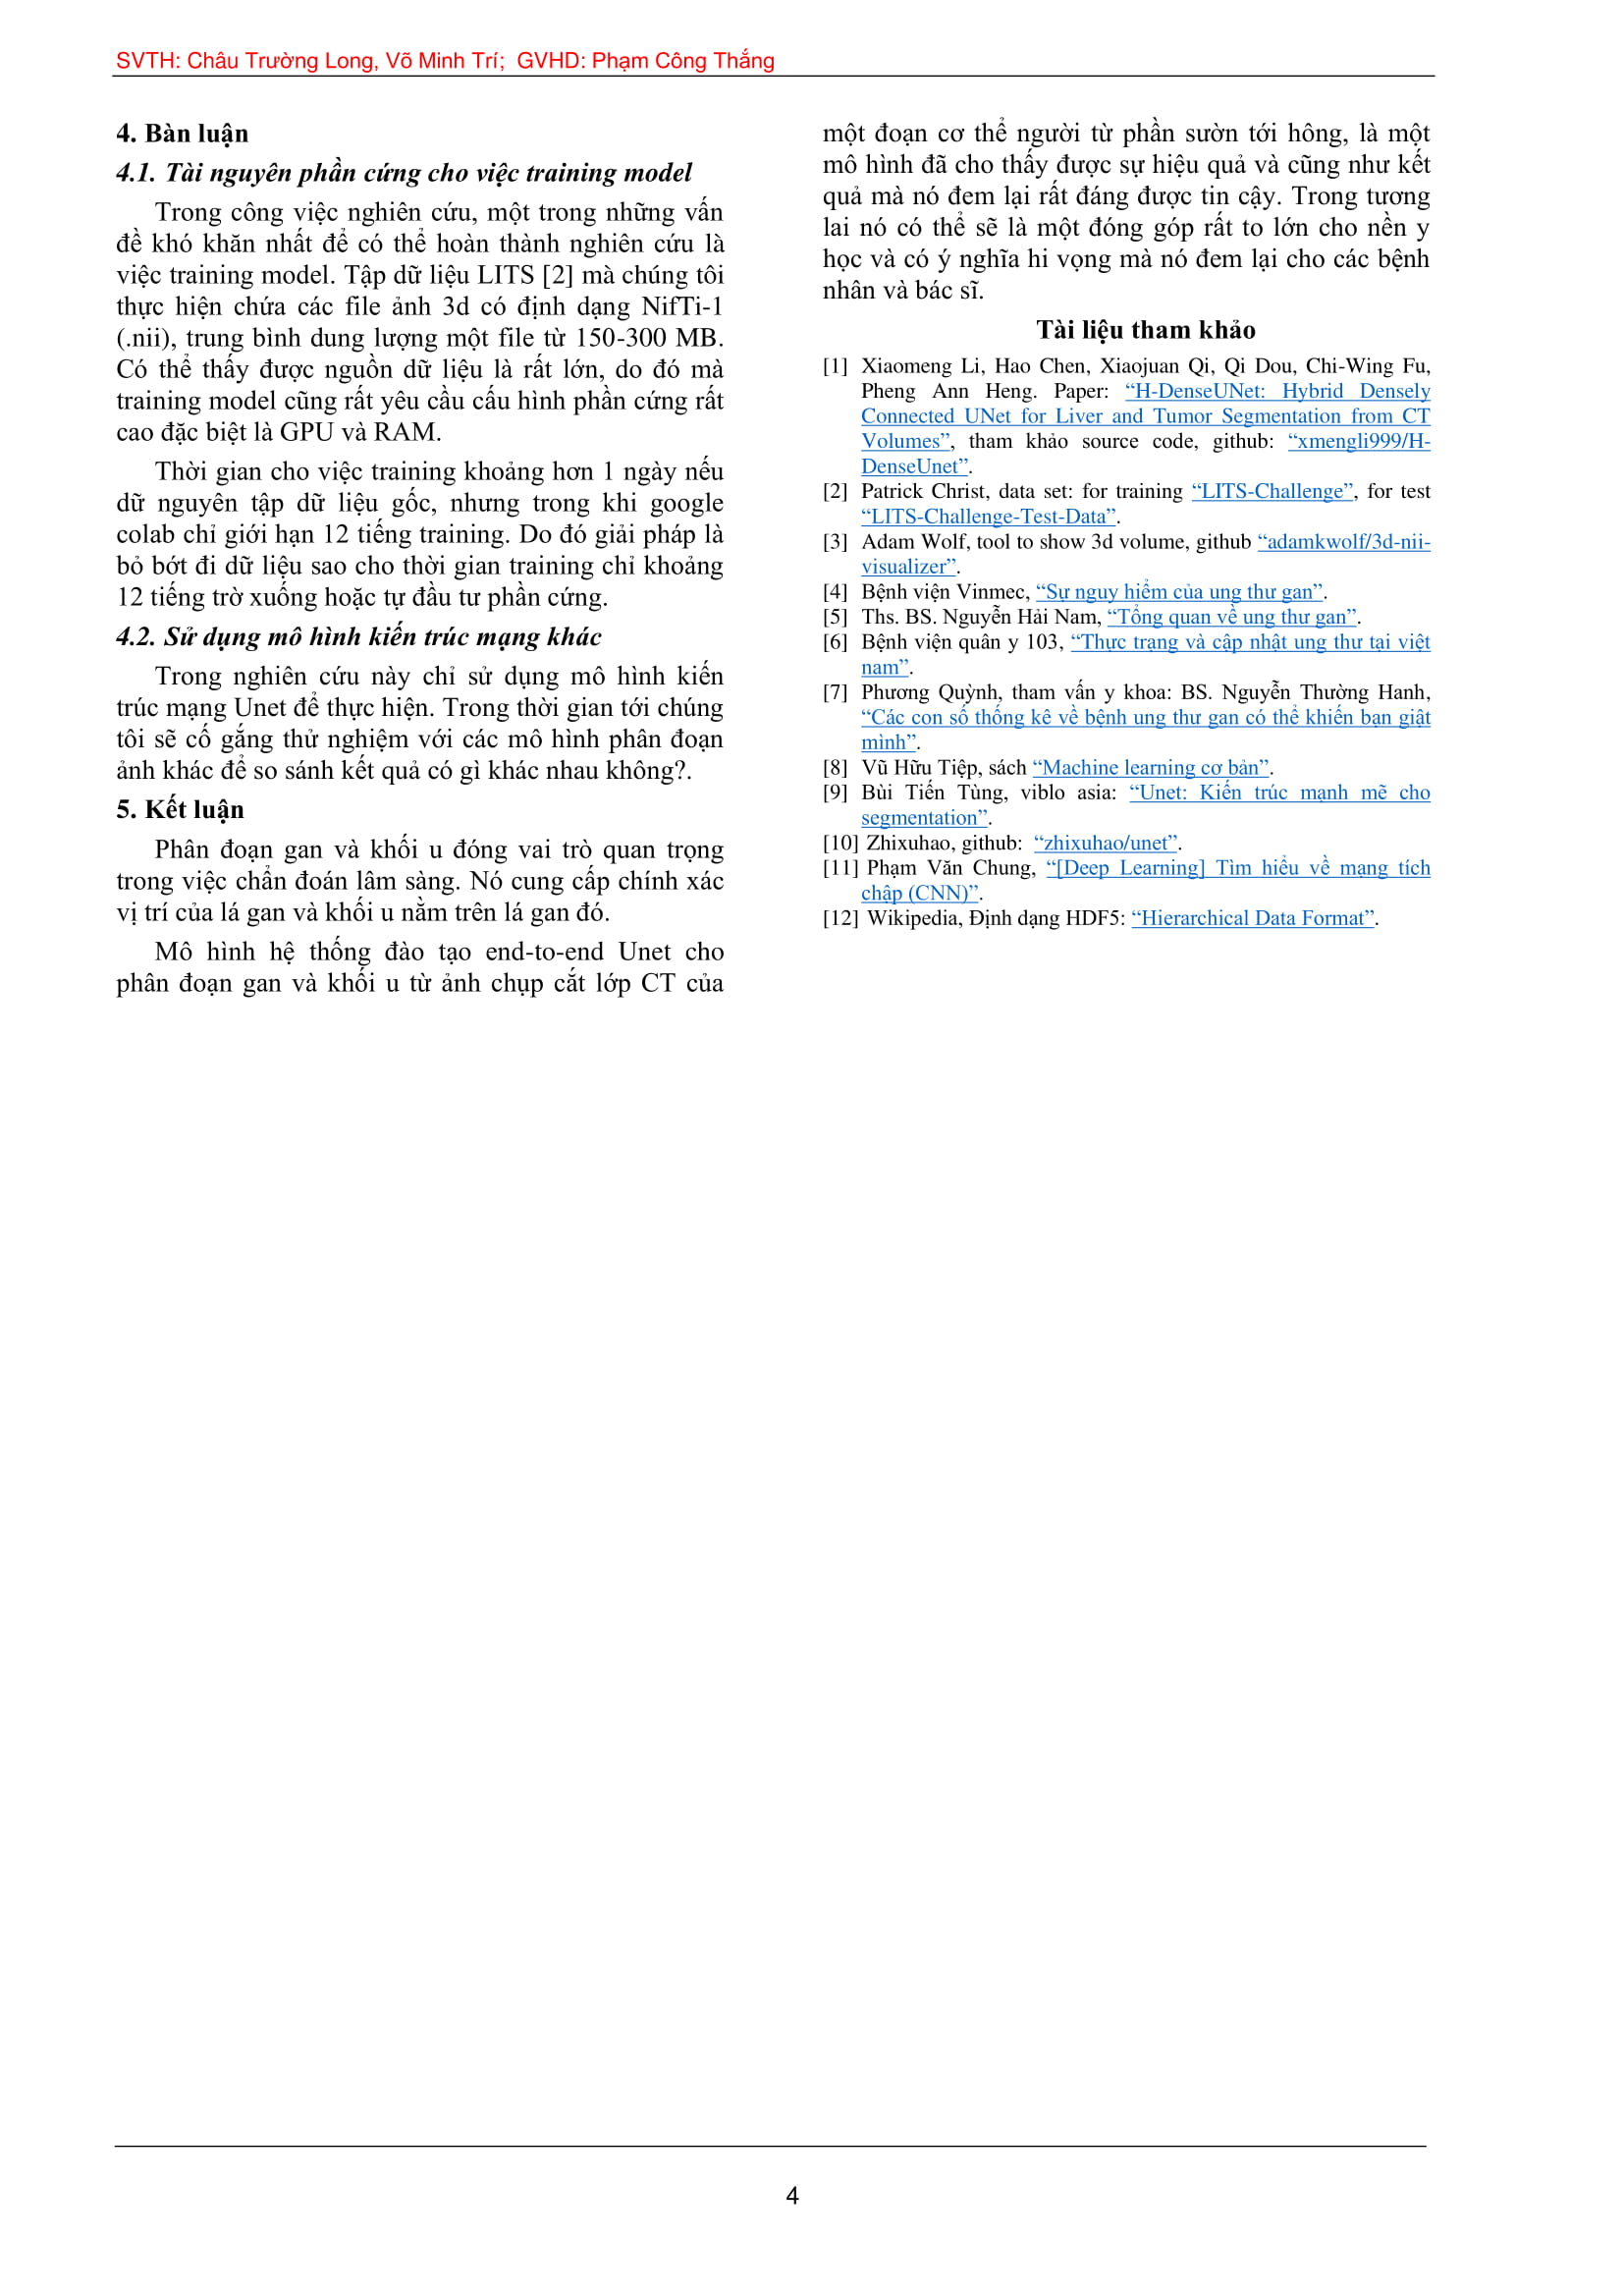 SVTH: Châu Trường Long, Võ Minh Trí;  GVHD: Phạm Công Thắng
4. Bàn luận
4.1. Tài nguyên phần cứng cho việc training model
Trong công việc nghiên cứu, một trong những vấn
đề khó khăn nhất để có thể hoàn thành nghiên cứu là
việc training model. Tập dữ liệu LITS [2] mà chúng tôi
thực hiện chứa các file ảnh 3d có định dạng NifTi-1
(.nii), trung bình dung lượng một file từ 150-300 MB.
Có thể thấy được nguồn dữ liệu là rất lớn, do đó mà
training model cũng rất yêu cầu cấu hình phần cứng rất
cao đặc biệt là GPU và RAM.
Thời gian cho việc training khoảng hơn 1 ngày nếu
dữ nguyên tập dữ liệu gốc, nhưng trong khi google
colab chỉ giới hạn 12 tiếng training. Do đó giải pháp là
bỏ bớt đi dữ liệu sao cho thời gian training chỉ khoảng
12 tiếng trờ xuống hoặc tự đầu tư phần cứng.
4.2. Sử dụng mô hình kiến trúc mạng khác
Trong nghiên cứu này chỉ sử dụng mô hình kiến
trúc mạng Unet để thực hiện. Trong thời gian tới chúng
tôi sẽ cố gắng thử nghiệm với các mô hình phân đoạn
ảnh khác để so sánh kết quả có gì khác nhau không?.
5. Kết luận
Phân đoạn gan và khối u đóng vai trò quan trọng
trong việc chẩn đoán lâm sàng. Nó cung cấp chính xác
vị trí của lá gan và khối u nằm trên lá gan đó.
Mô hình hệ thống đào tạo end-to-end Unet cho
phân đoạn gan và khối u từ ảnh chụp cắt lớp CT của
một đoạn cơ thể người từ phần sườn tới hông, là một
mô hình đã cho thấy được sự hiệu quả và cũng như kết
quả mà nó đem lại rất đáng được tin cậy. Trong tương
lai nó có thể sẽ là một đóng góp rất to lớn cho nền y
học và có ý nghĩa hi vọng mà nó đem lại cho các bệnh
nhân và bác sĩ.
Tài liệu tham khảo
[1] Xiaomeng Li, Hao Chen, Xiaojuan Qi, Qi Dou, Chi-Wing Fu,
Pheng Ann Heng. Paper: “H-DenseUNet: Hybrid Densely
Connected UNet for Liver and Tumor Segmentation from CT
Volumes”, tham khảo source code, github: “xmengli999/H-
DenseUnet”.
[2] Patrick Christ, data set: for training “LITS-Challenge”, for test
“LITS-Challenge-Test-Data”.
[3] Adam Wolf, tool to show 3d volume, github “adamkwolf/3d-nii-
visualizer”.
[4] Bệnh viện Vinmec, “Sự nguy hiểm của ung thư gan”.
[5] Ths. BS. Nguyễn Hải Nam, “Tổng quan về ung thư gan”.
[6] Bệnh viện quân y 103, “Thực trạng và cập nhật ung thư tại việt
nam”.
[7] Phương Quỳnh, tham vấn y khoa: BS. Nguyễn Thường Hanh,
“Các con số thống kê về bệnh ung thư gan có thể khiến bạn giật
mình”.
[8] Vũ Hữu Tiệp, sách “Machine learning cơ bản”.
[9] Bùi Tiến Tùng, viblo asia: “Unet: Kiến trúc mạnh mẽ cho
segmentation”.
[10] Zhixuhao, github:  “zhixuhao/unet”.
[11] Phạm Văn Chung, “[Deep Learning] Tìm hiểu về mạng tích
chập (CNN)”.
[12] Wikipedia, Định dạng HDF5: “Hierarchical Data Format”.
4